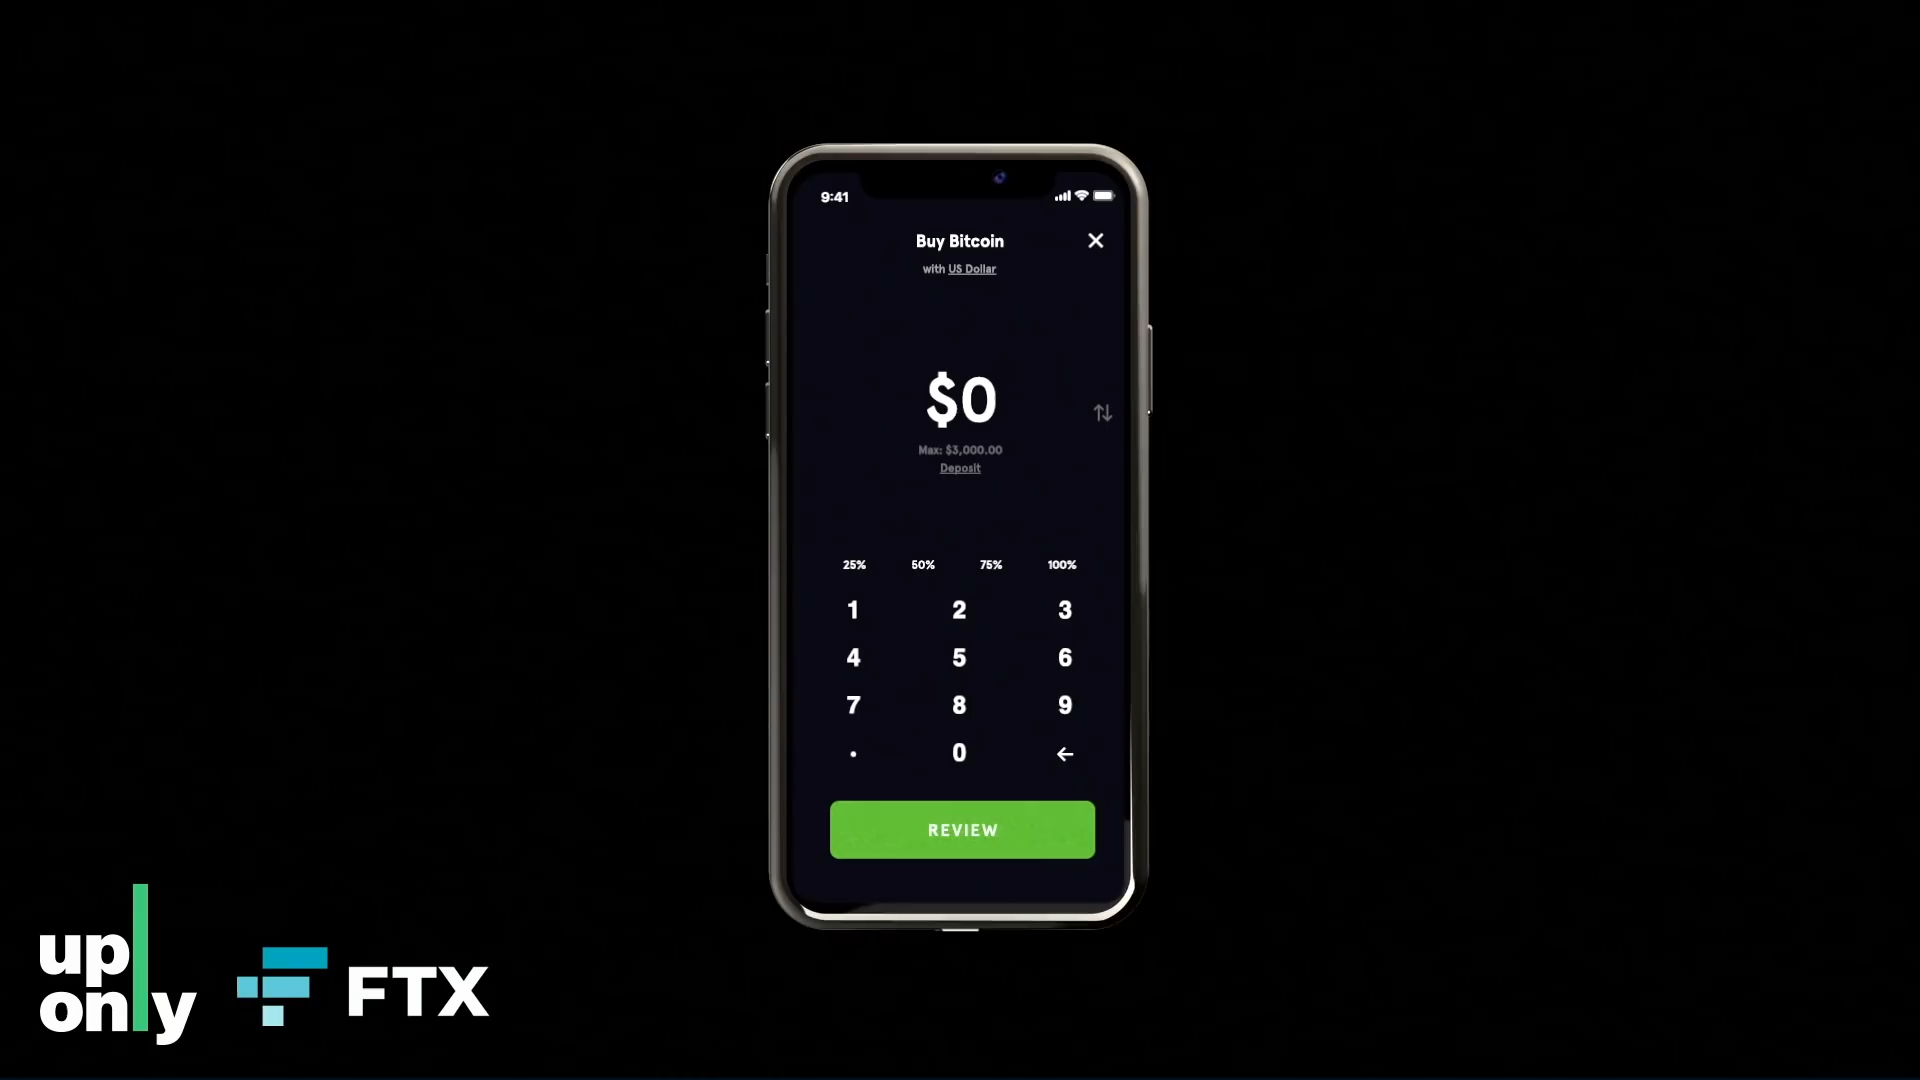 9:41
Buy Bitcoin
with US Dollar
$0
Max: $3,000.00
Deposit
25% 50% 75% 100%
1 2 3
4 5 6
7 8 9
. 0
REVIEW
up
only
FTX